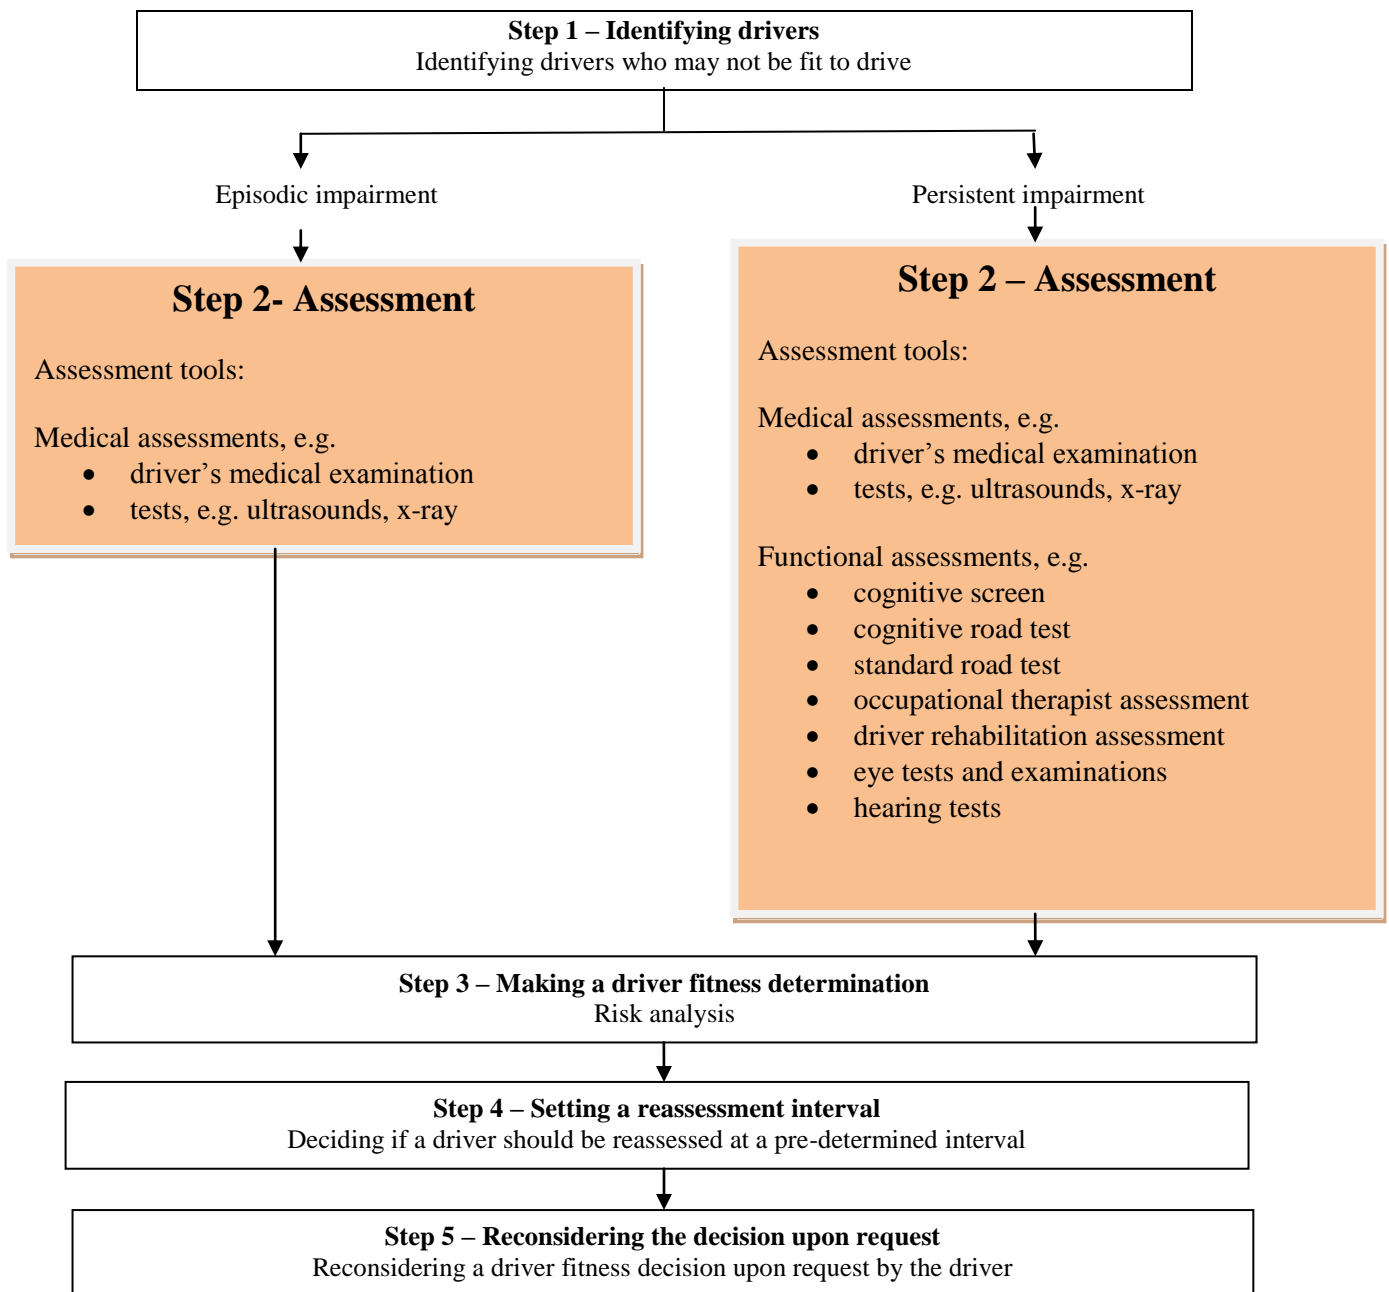 Step 1 – Identifying drivers
Identifying drivers who may not be fit to drive
Episodic impairment
Persistent impairment
Step 2- Assessment
Assessment tools:
Medical assessments, e.g.
• driver’s medical examination
• tests, e.g. ultrasounds, x-ray
Step 2 – Assessment
Assessment tools:
Medical assessments, e.g.
• driver’s medical examination
• tests, e.g. ultrasounds, x-ray
Functional assessments, e.g.
• cognitive screen
• cognitive road test
• standard road test
• occupational therapist assessment
• driver rehabilitation assessment
• eye tests and examinations
• hearing tests
Step 3 – Making a driver fitness determination
Risk analysis
Step 4 – Setting a reassessment interval
Deciding if a driver should be reassessed at a pre-determined interval
Step 5 – Reconsidering the decision upon request
Reconsidering a driver fitness decision upon request by the driver